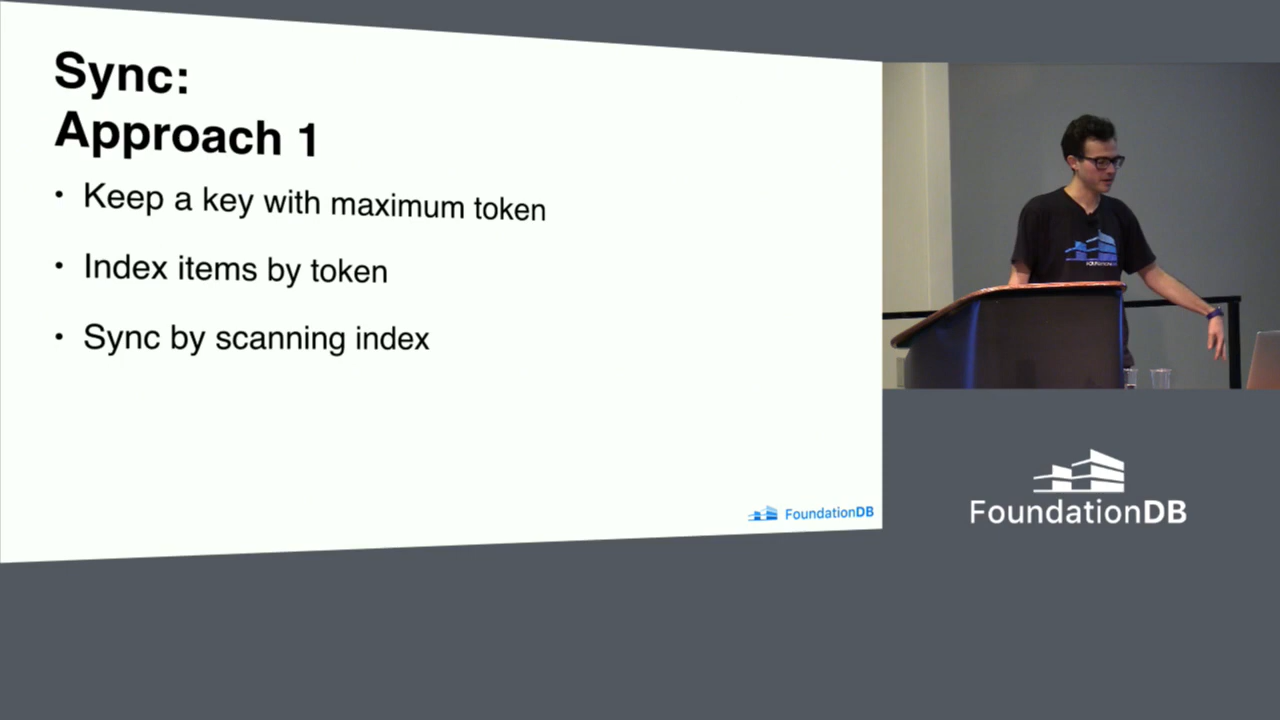 Sync:
Approach 1
• Keep a key with maximum token
• Index items by token
• Sync by scanning index
FoundationDB
FoundationDB